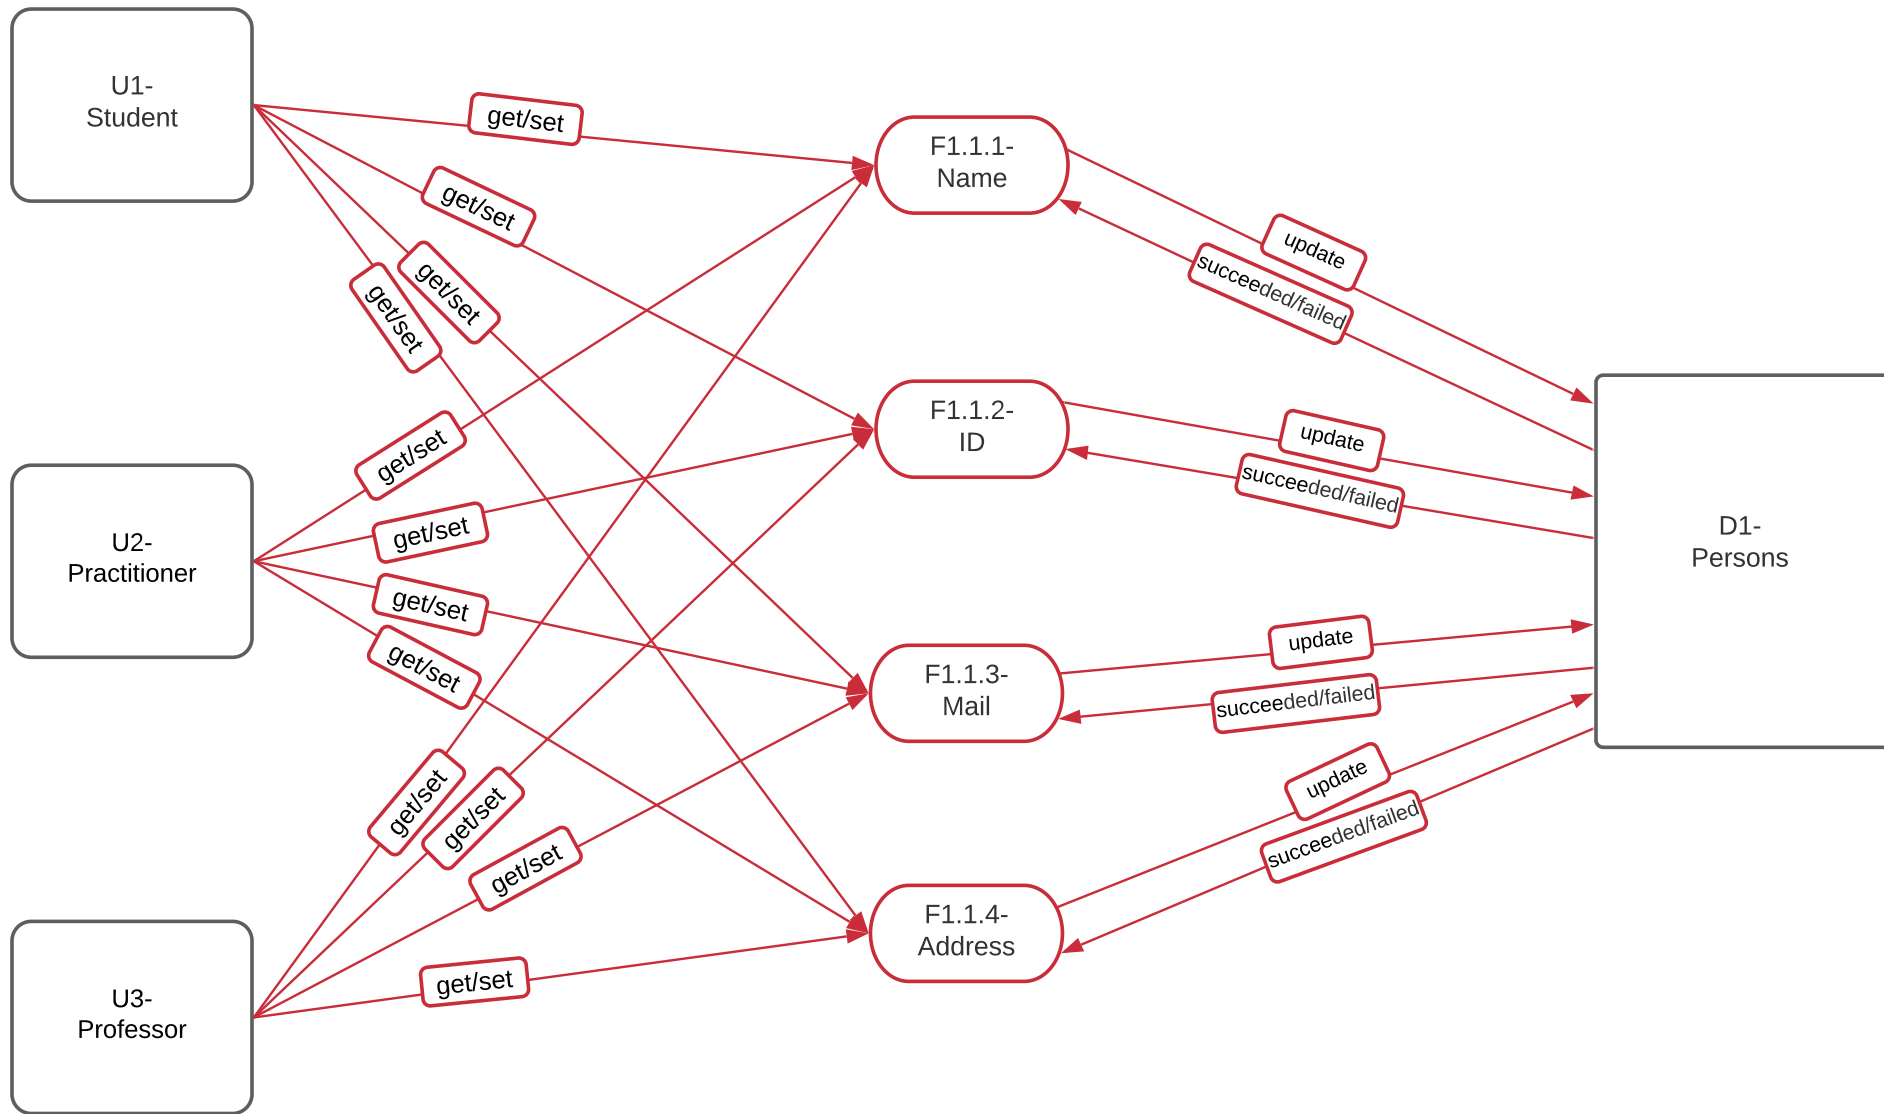 U1-
Student
get/set
get/set
get/set
get/set
U2-
Practitioner
get/set
get/set
get/set
get/set
U3-
Professor
get/set
get/set
get/set
get/set
F1.1.1-
Name
F1.1.2-
ID
F1.1.3-
Mail
F1.1.4-
Address
update
succeeded/failed
update
succeeded/failed
update
succeeded/failed
update
succeeded/failed
D1-
Persons